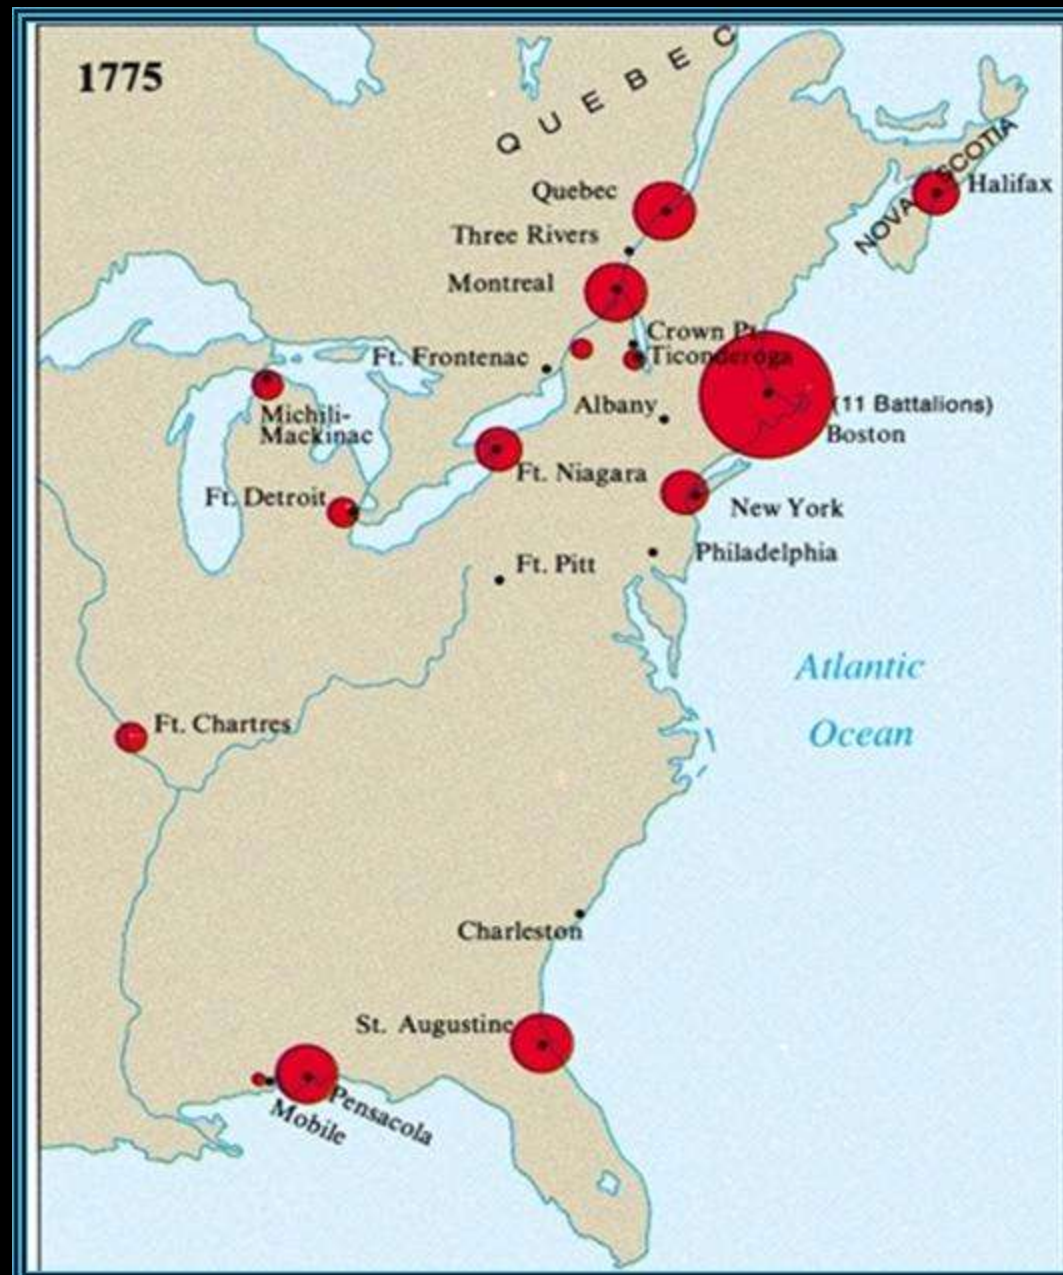 1775
QUEBEC
NOVA SCOTIA
Halifax
Quebec
Three Rivers
Montreal
Crown Pt.
Ft. Frontenac
Ticonderoga
Albany
(11 Battalions)
Boston
Michili-
Mackinac
Ft. Niagara
Ft. Detroit
New York
Philadelphia
Ft. Pitt
Atlantic
Ocean
Ft. Chartres
Charleston
St. Augustine
Pensacola
Mobile